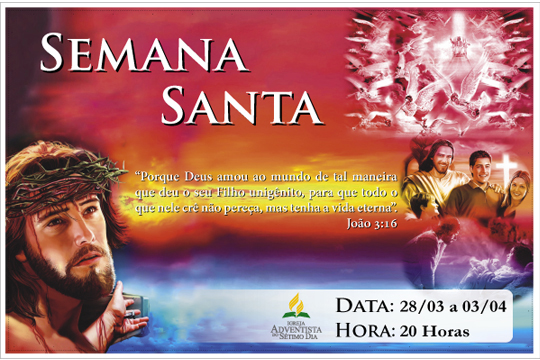 SEMANA
SANTA
“Porque Deus amou ao mundo de tal maneira
que deu o seu Filho unigênito, para que todo o
que nele crê não pereça, mas tenha a vida eterna”.
João 3:16
IGREJA
ADVENTISTA
DO SÉTIMO DIA
DATA: 28/03 a 03/04
HORA: 20 Horas